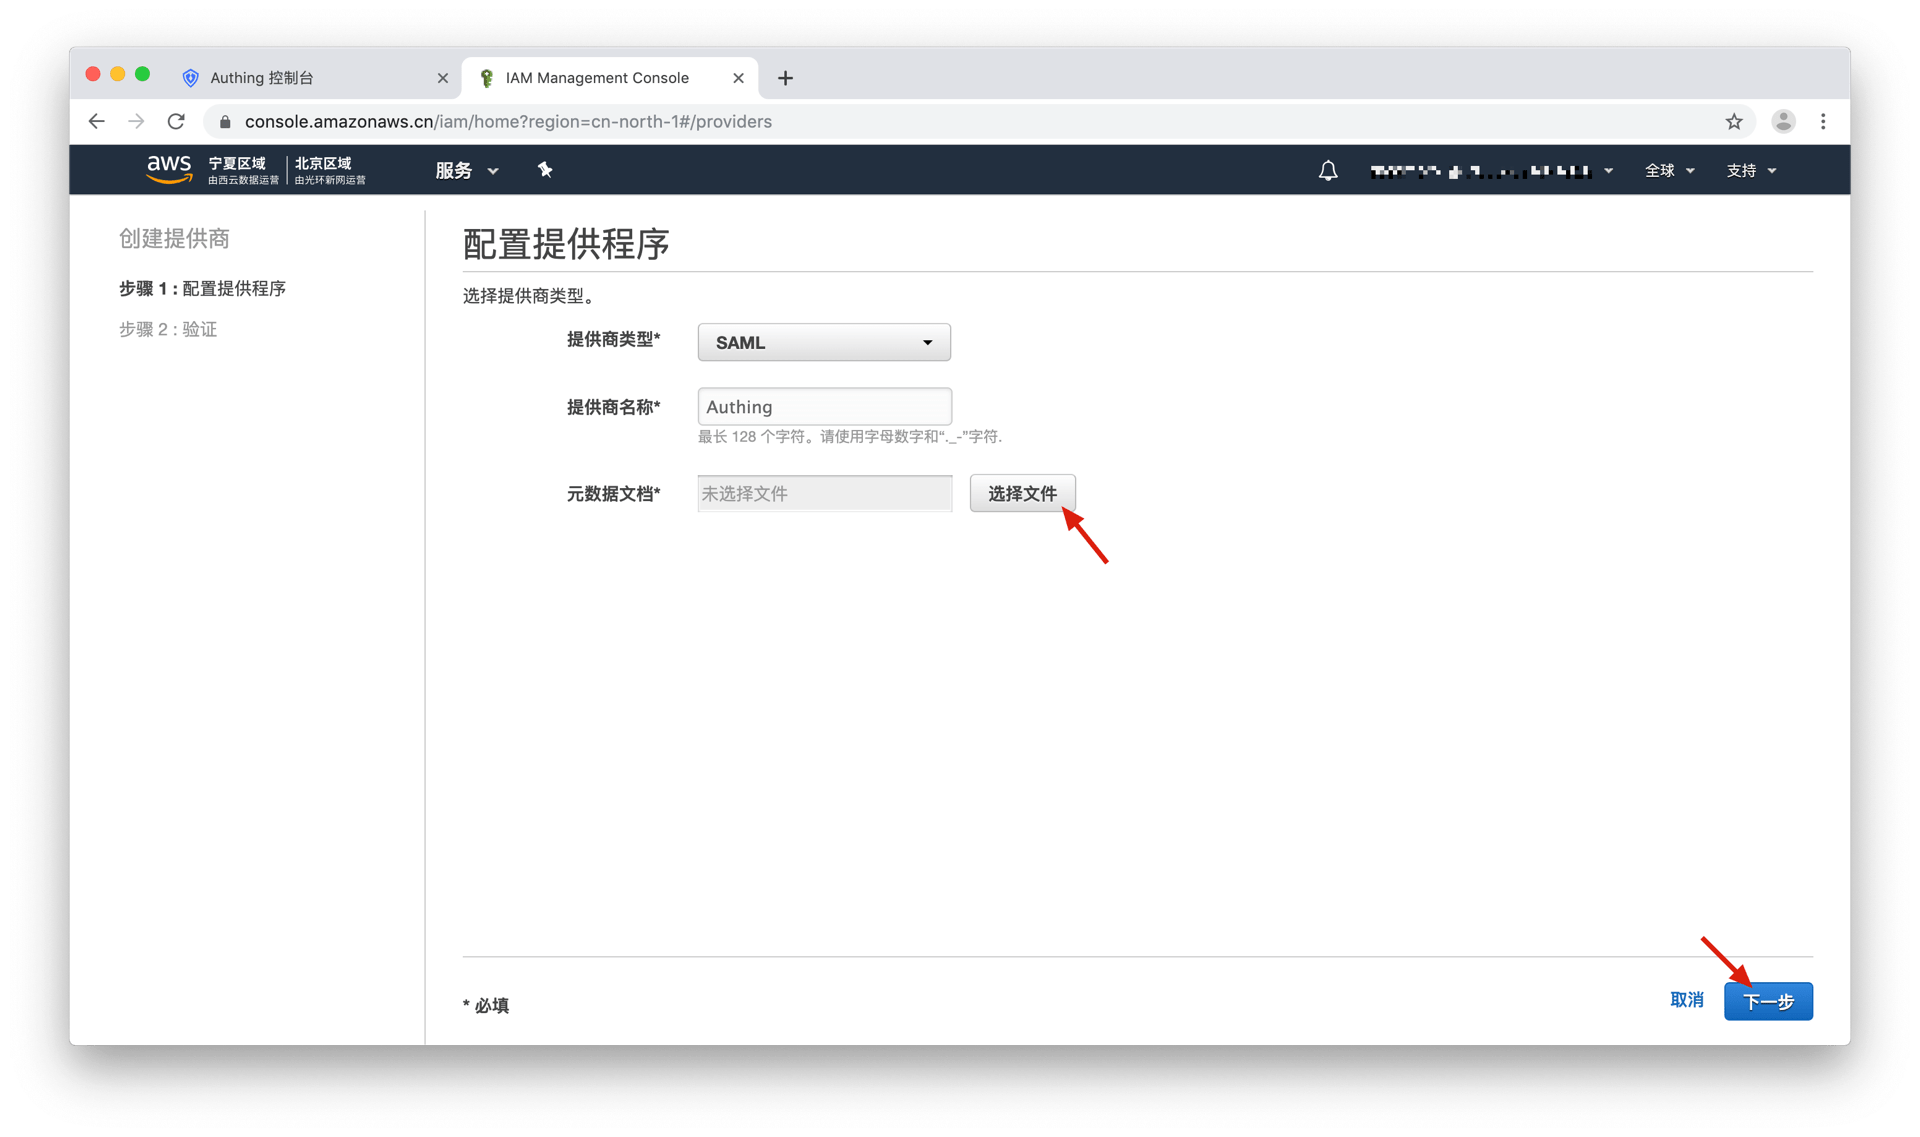 Authing 控制台
IAM Management Console
console.amazonaws.cn/iam/home?region=cn-north-1#/providers
aws 宁夏区域 北京区域
由西云数据运营 由光环新网运营
服务
全球
支持
创建提供商
步骤 1 : 配置提供程序
步骤 2 : 验证
配置提供程序
选择提供商类型。
提供商类型* SAML
提供商名称* Authing
最长 128 个字符。请使用字母数字和“._-”字符.
元数据文档* 未选择文件 选择文件
* 必填
取消 下一步